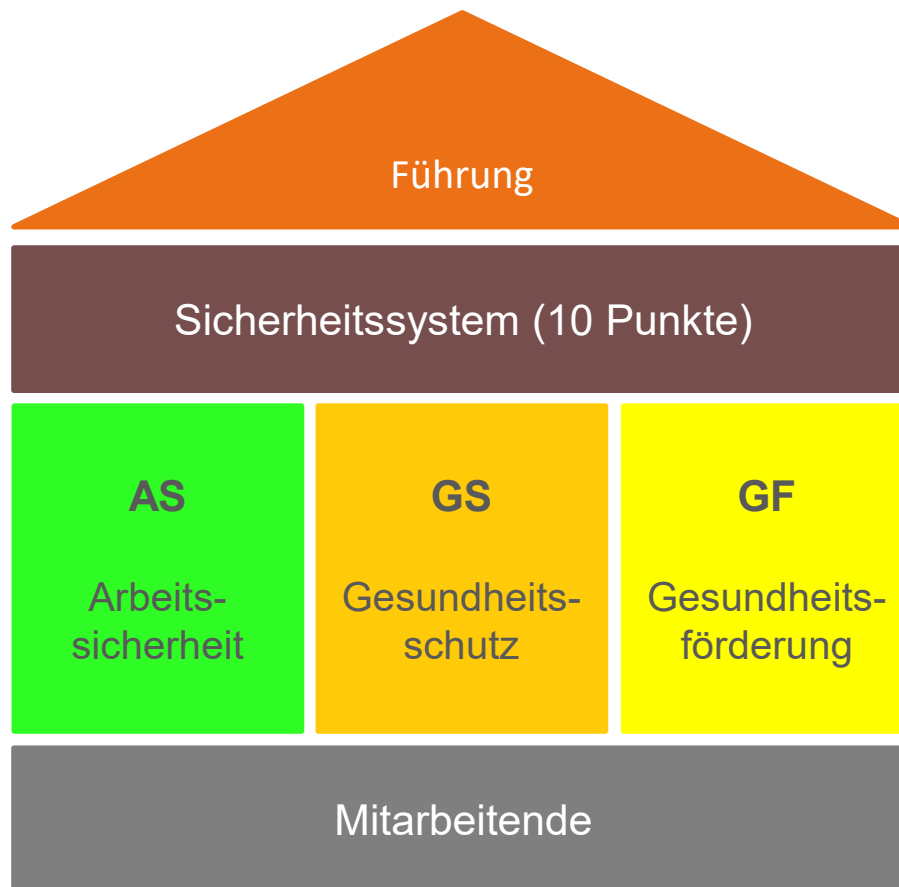 Führung
Sicherheitssystem (10 Punkte)
AS
Arbeits-
sicherheit
GS
Gesundheits-
schutz
GF
Gesundheits-
förderung
Mitarbeitende